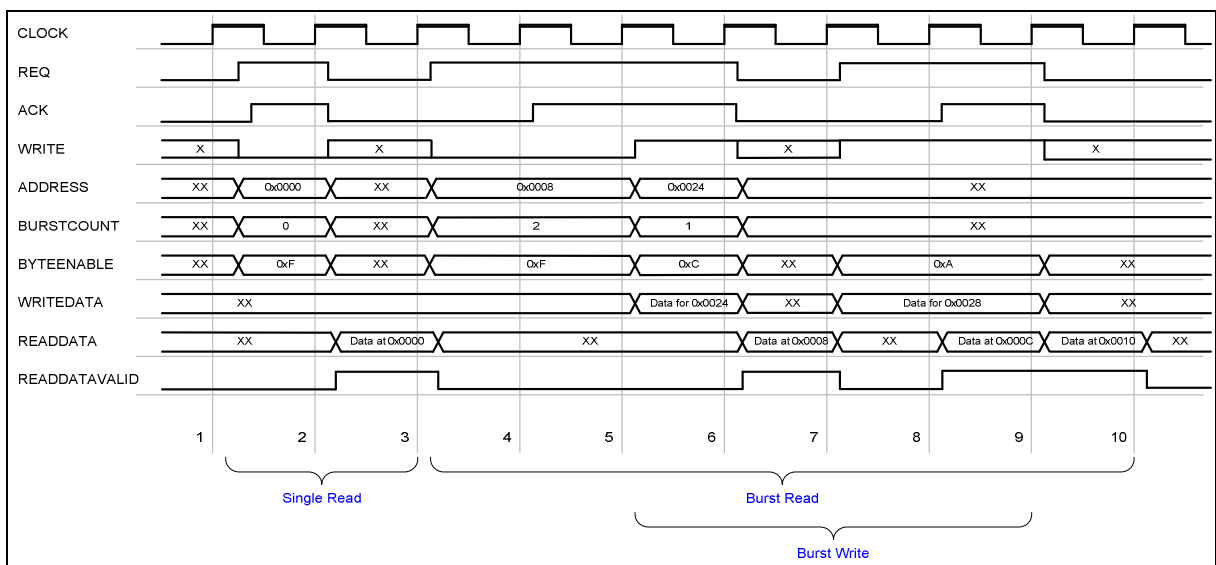 CLOCK
REQ
ACK
WRITE X X X X
ADDRESS XX 0x0000 XX 0x0008 0x0024 XX
BURSTCOUNT XX 0 XX 2 1 XX
BYTEENABLE XX 0xF XX 0xF 0xC XX 0xA XX
WRITEDATA XX Data for 0x0024 XX Data for 0x0028 XX
READDATA XX Data at 0x0000 XX Data at 0x0008 XX Data at 0x000C Data at 0x0010 XX
READDATAVALID
1 2 3 4 5 6 7 8 9 10
Single Read Burst Read
Burst Write